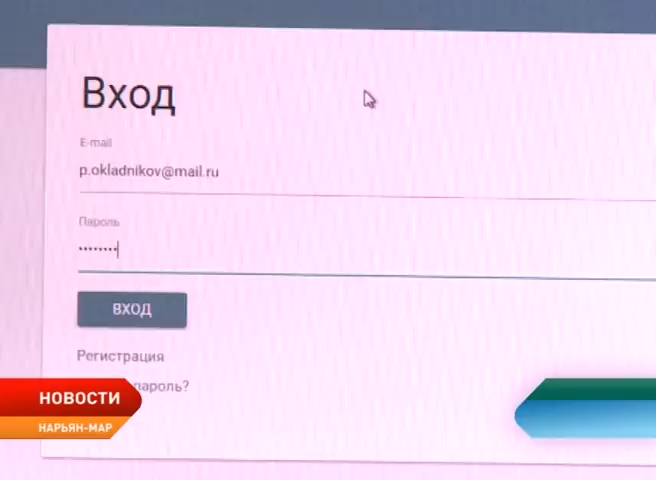 Вход
E-mail
p.okladnikov@mail.ru
Пароль
ВХОД
Регистрация
пароль?
НОВОСТИ
НАРЬЯН-МАР